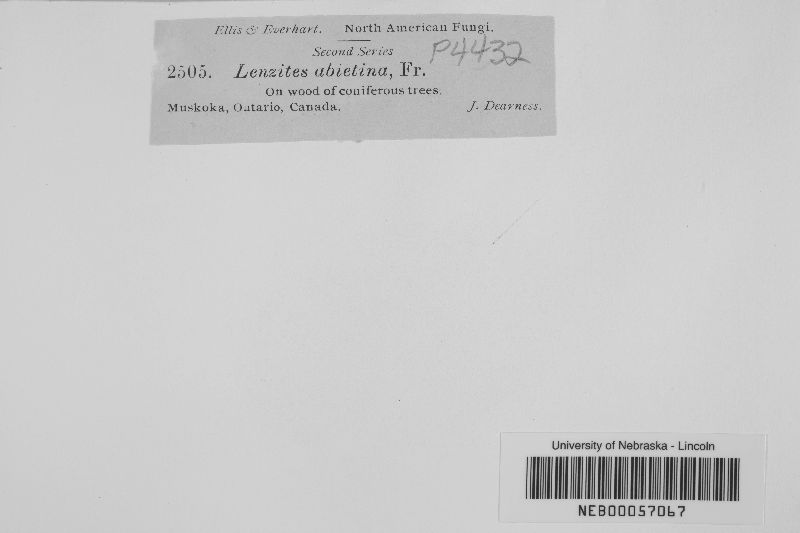 Ellis & Everhart. North American Fungi.
Second Series
P4432
2505. Lenzites abietina, Fr.
On wood of coniferous trees.
Muskoka, Ontario, Canada. J. Dearness.
University of Nebraska - Lincoln
NEB00057067